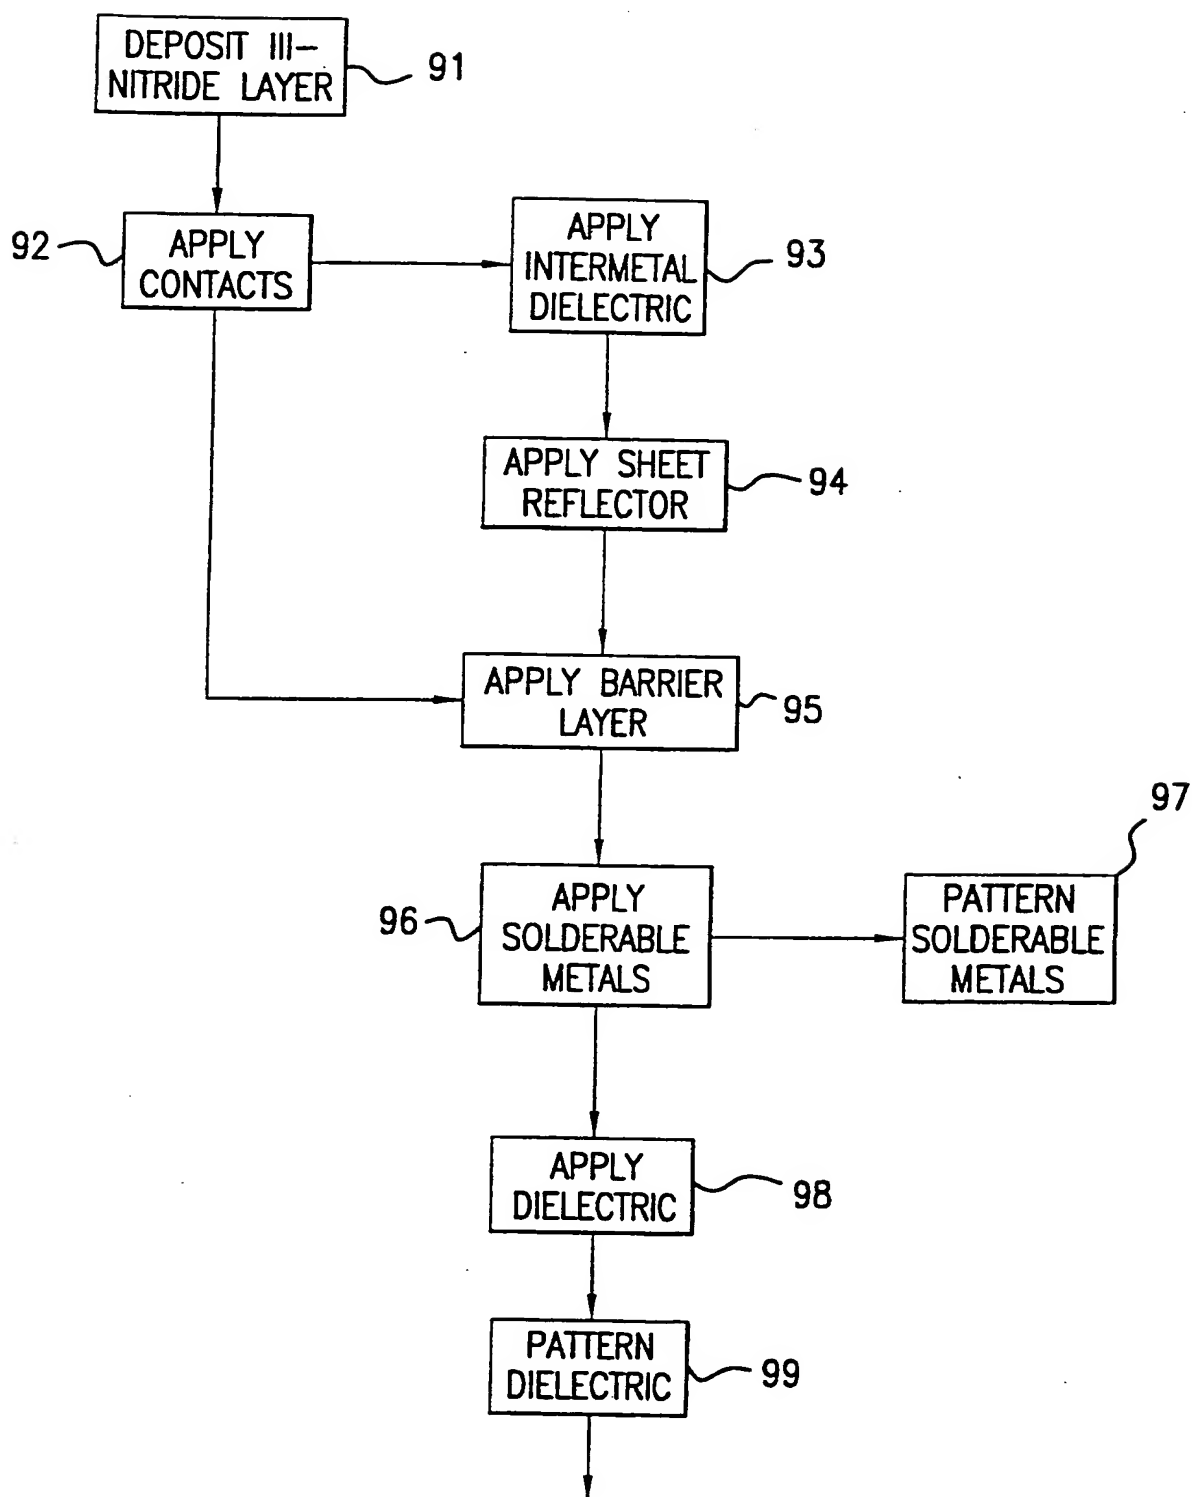 DEPOSIT III-
NITRIDE LAYER
91
92
APPLY
CONTACTS
APPLY
INTERMETAL
DIELECTRIC
93
APPLY SHEET
REFLECTOR
94
APPLY BARRIER
LAYER
95
96
APPLY
SOLDERABLE
METALS
97
PATTERN
SOLDERABLE
METALS
APPLY
DIELECTRIC
98
PATTERN
DIELECTRIC
99